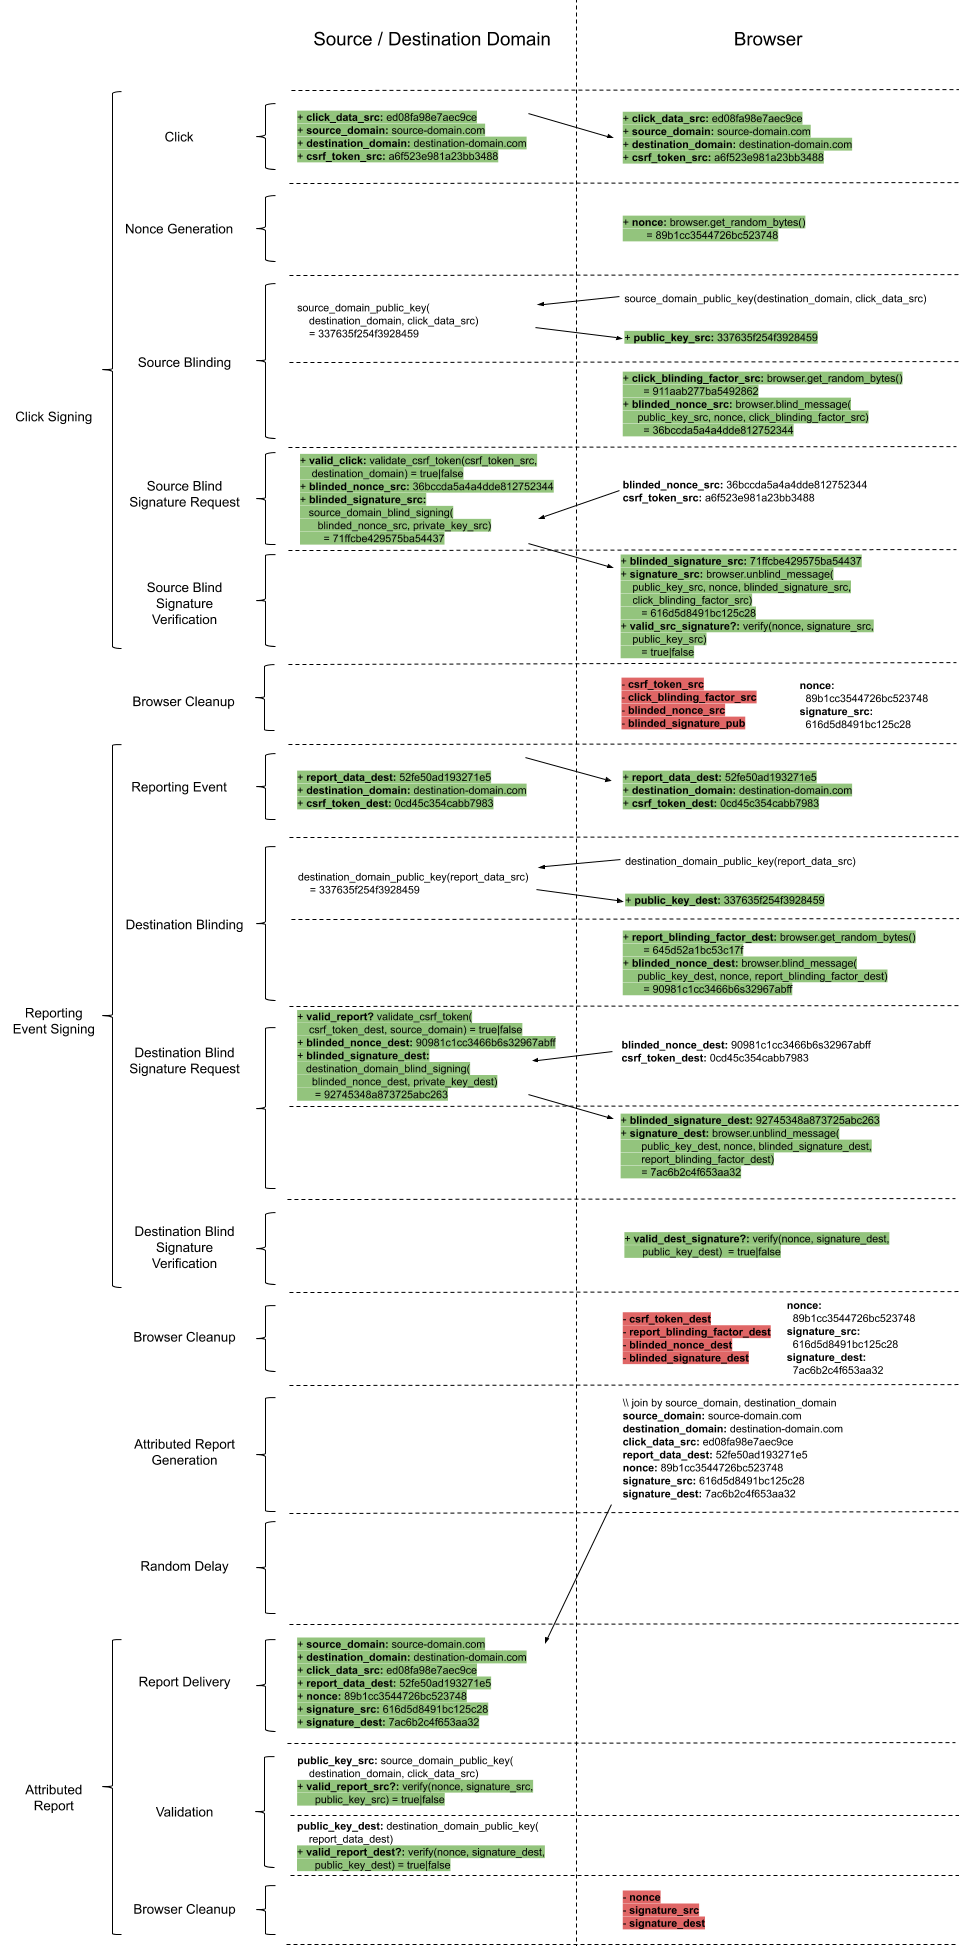 Source / Destination Domain
Browser
Click Signing
Click
+ click_data_src: ed08fa98e7aec9ce
+ source_domain: source-domain.com
+ destination_domain: destination-domain.com
+ csrf_token_src: a6f523e981a23bb3488
+ click_data_src: ed08fa98e7aec9ce
+ source_domain: source-domain.com
+ destination_domain: destination-domain.com
+ csrf_token_src: a6f523e981a23bb3488
Nonce Generation
+ nonce: browser.get_random_bytes()
= 89b1cc3544726bc523748
Source Blinding
source_domain_public_key(destination_domain, click_data_src)
source_domain_public_key(
destination_domain, click_data_src)
= 337635f254f3928459
+ public_key_src: 337635f254f3928459
+ click_blinding_factor_src: browser.get_random_bytes()
= 911aab277ba5492862
+ blinded_nonce_src: browser.blind_message(
public_key_src, nonce, click_blinding_factor_src)
= 36bccda5a4a4dde812752344
Source Blind
Signature Request
+ valid_click: validate_csrf_token(csrf_token_src,
destination_domain) = true|false
+ blinded_nonce_src: 36bccda5a4a4dde812752344
+ blinded_signature_src:
source_domain_blind_signing(
blinded_nonce_src, private_key_src)
= 71ffcbe429575ba54437
blinded_nonce_src: 36bccda5a4a4dde812752344
csrf_token_src: a6f523e981a23bb3488
Source Blind
Signature
Verification
+ blinded_signature_src: 71ffcbe429575ba54437
+ signature_src: browser.unblind_message(
public_key_src, nonce, blinded_signature_src,
click_blinding_factor_src)
= 616d5d8491bc125c28
+ valid_src_signature?: verify(nonce, signature_src,
public_key_src)
= true|false
Browser Cleanup
- csrf_token_src
- click_blinding_factor_src
- blinded_nonce_src
- blinded_signature_pub
nonce:
89b1cc3544726bc523748
signature_src:
616d5d8491bc125c28
Reporting
Event Signing
Reporting Event
+ report_data_dest: 52fe50ad193271e5
+ destination_domain: destination-domain.com
+ csrf_token_dest: 0cd45c354cabb7983
+ report_data_dest: 52fe50ad193271e5
+ destination_domain: destination-domain.com
+ csrf_token_dest: 0cd45c354cabb7983
Destination Blinding
destination_domain_public_key(report_data_src)
destination_domain_public_key(report_data_src)
= 337635f254f3928459
+ public_key_dest: 337635f254f3928459
+ report_blinding_factor_dest: browser.get_random_bytes()
= 645d52a1bc53c17f
+ blinded_nonce_dest: browser.blind_message(
public_key_dest, nonce, report_blinding_factor_dest)
= 90981c1cc3466b6s32967abff
Destination Blind
Signature Request
+ valid_report? validate_csrf_token(
csrf_token_dest, source_domain) = true|false
+ blinded_nonce_dest: 90981c1cc3466b6s32967abff
+ blinded_signature_dest:
destination_domain_blind_signing(
blinded_nonce_dest, private_key_dest)
= 92745348a873725abc263
blinded_nonce_dest: 90981c1cc3466b6s32967abff
csrf_token_dest: 0cd45c354cabb7983
+ blinded_signature_dest: 92745348a873725abc263
+ signature_dest: browser.unblind_message(
public_key_dest, nonce, blinded_signature_dest,
report_blinding_factor_dest)
= 7ac6b2c4f653aa32
Destination Blind
Signature
Verification
+ valid_dest_signature?: verify(nonce, signature_dest,
public_key_dest) = true|false
Browser Cleanup
- csrf_token_dest
- report_blinding_factor_dest
- blinded_nonce_dest
- blinded_signature_dest
nonce:
89b1cc3544726bc523748
signature_src:
616d5d8491bc125c28
signature_dest:
7ac6b2c4f653aa32
Attributed Report
Generation
\\ join by source_domain, destination_domain
source_domain: source-domain.com
destination_domain: destination-domain.com
click_data_src: ed08fa98e7aec9ce
report_data_dest: 52fe50ad193271e5
nonce: 89b1cc3544726bc523748
signature_src: 616d5d8491bc125c28
signature_dest: 7ac6b2c4f653aa32
Random Delay
Attributed
Report
Report Delivery
+ source_domain: source-domain.com
+ destination_domain: destination-domain.com
+ click_data_src: ed08fa98e7aec9ce
+ report_data_dest: 52fe50ad193271e5
+ nonce: 89b1cc3544726bc523748
+ signature_src: 616d5d8491bc125c28
+ signature_dest: 7ac6b2c4f653aa32
Validation
public_key_src: source_domain_public_key(
destination_domain, click_data_src)
+ valid_report_src?: verify(nonce, signature_src,
public_key_src) = true|false
public_key_dest: destination_domain_public_key(
report_data_dest)
+ valid_report_dest?: verify(nonce, signature_dest,
public_key_dest) = true|false
Browser Cleanup
- nonce
- signature_src
- signature_dest